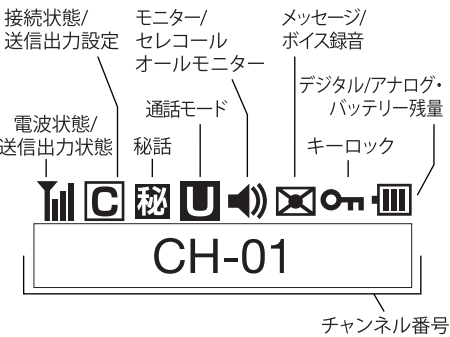 接続状態/
送信出力設定
モニター/
セレコール
オールモニター
メッセージ/
ボイス録音
デジタル/アナログ・
バッテリー残量
電波状態/
送信出力状態
秘話
通話モード
キーロック
C 秘 U
CH-01
チャンネル番号